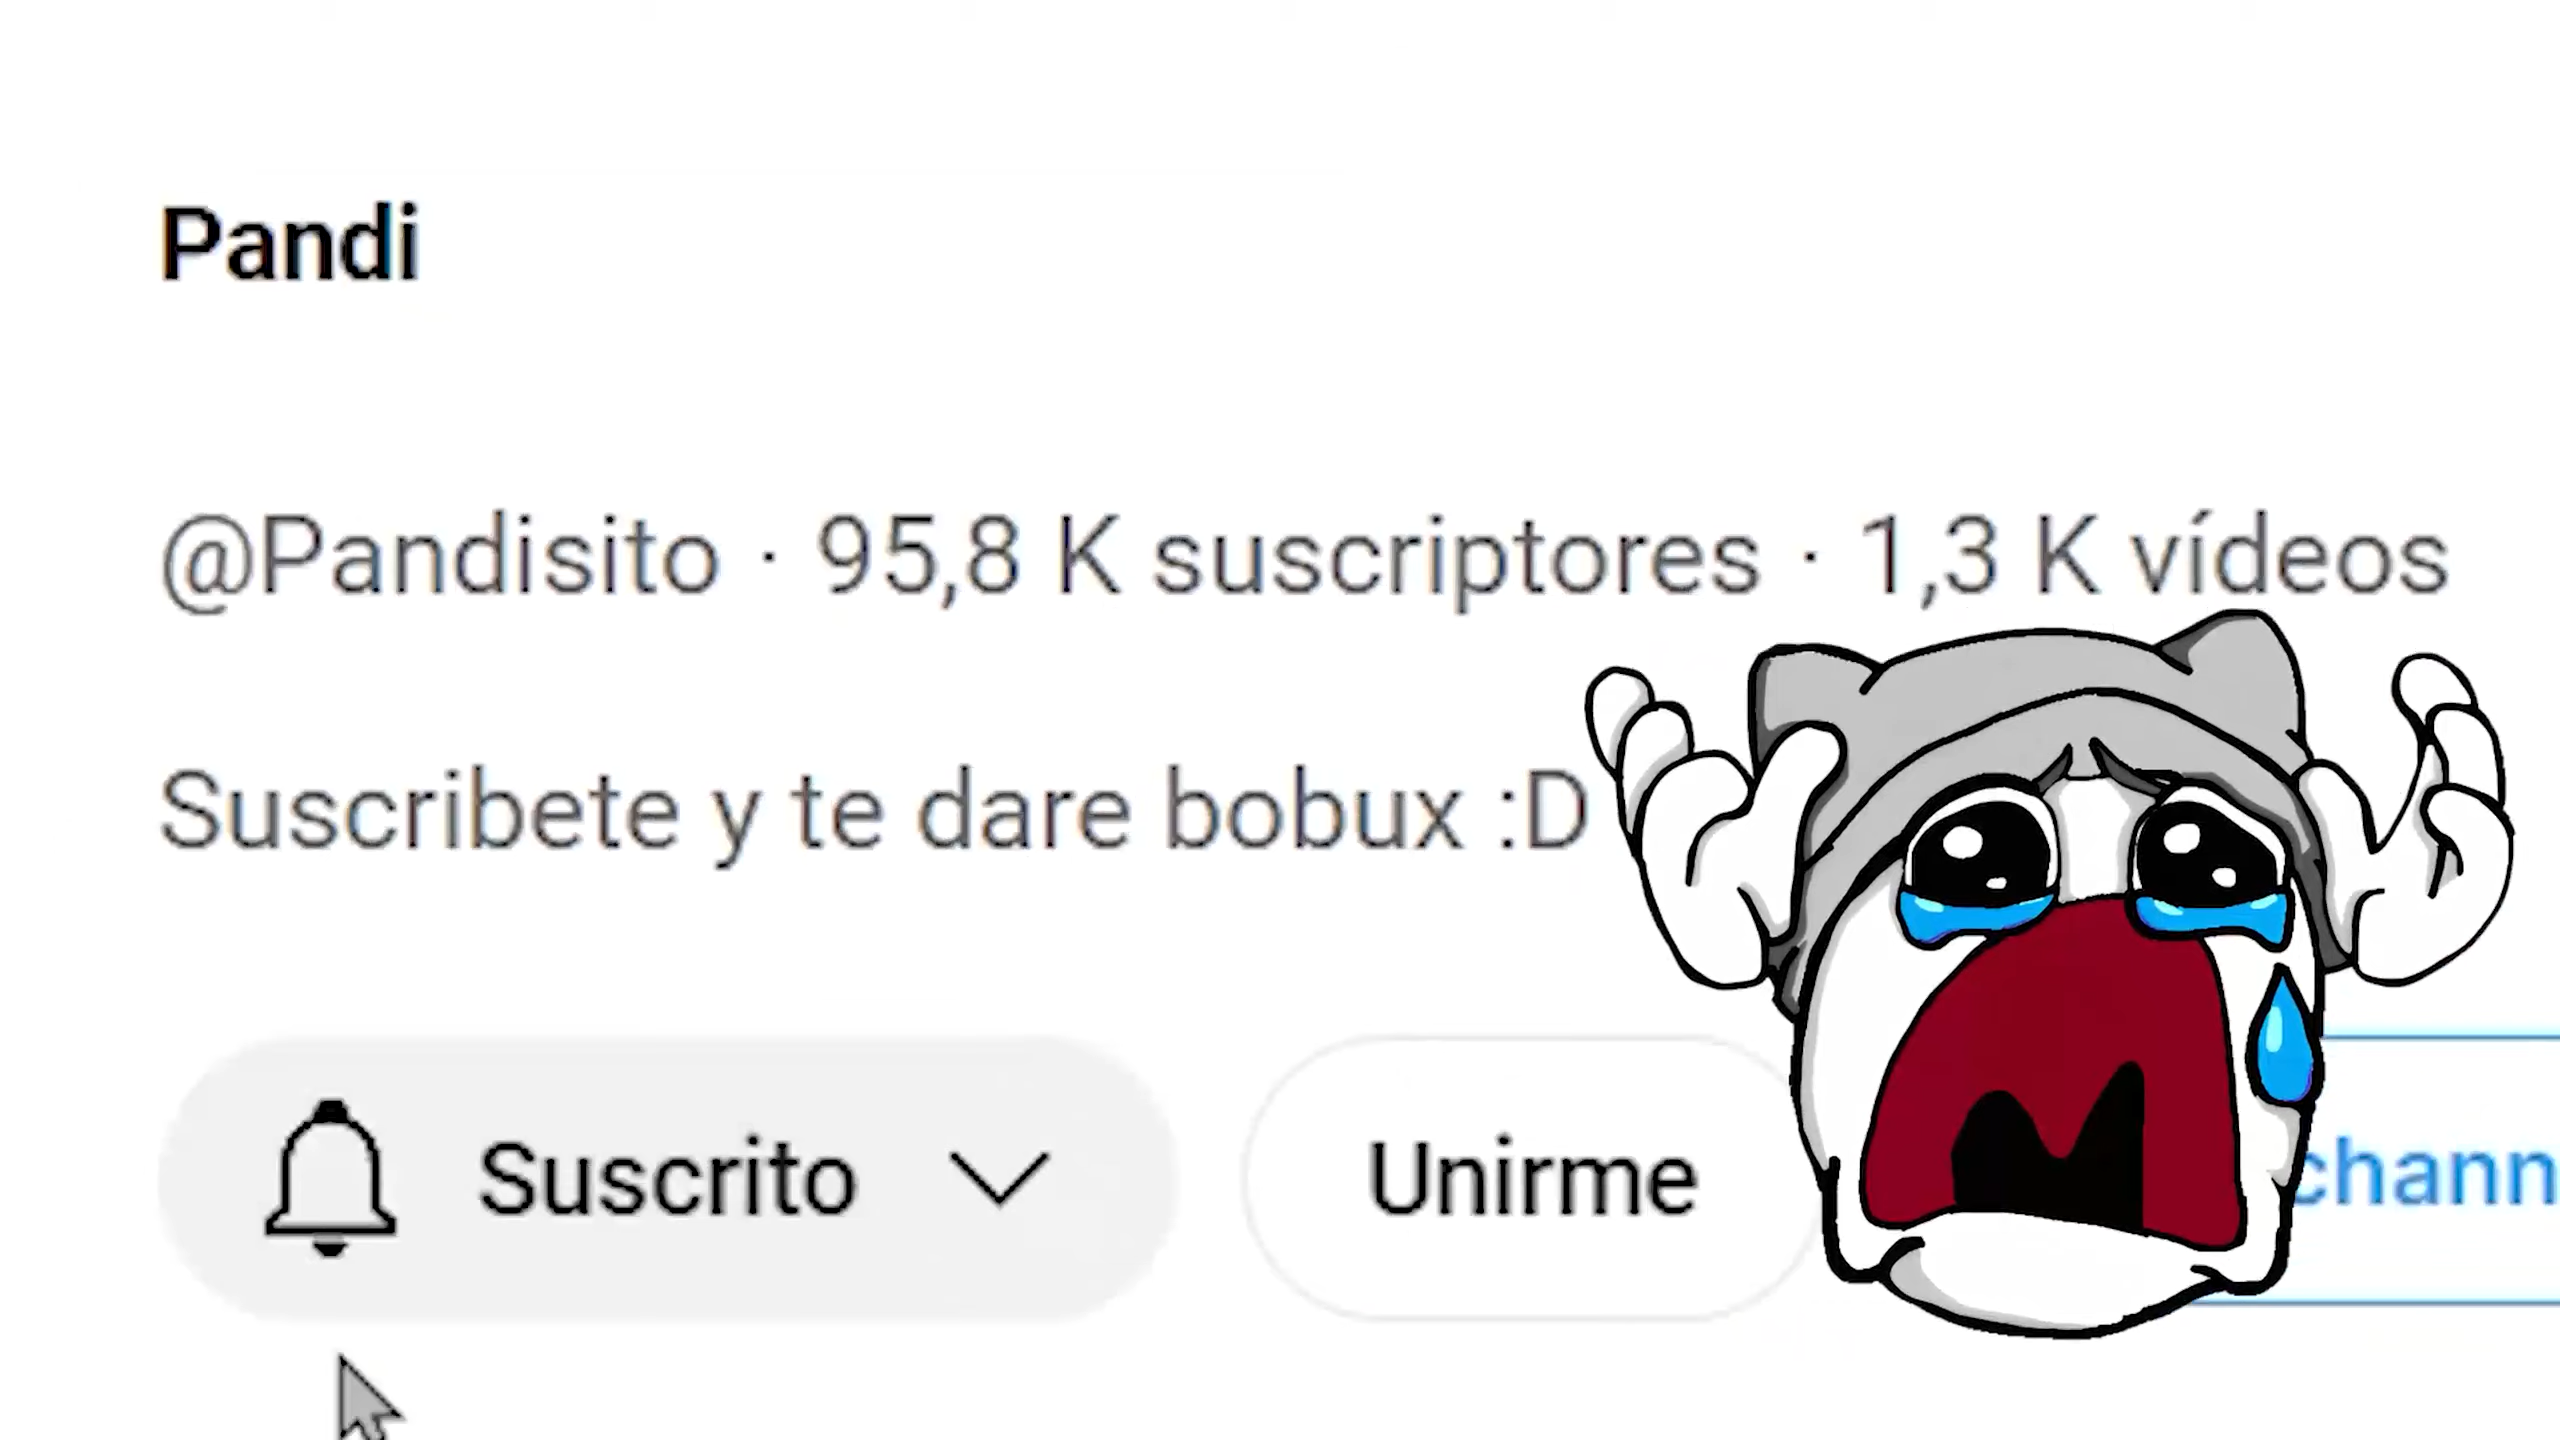 Pandi
@Pandisito · 95,8 K suscriptores · 1,3 K vídeos
Suscribete y te dare bobux :D
Suscrito
Unirme